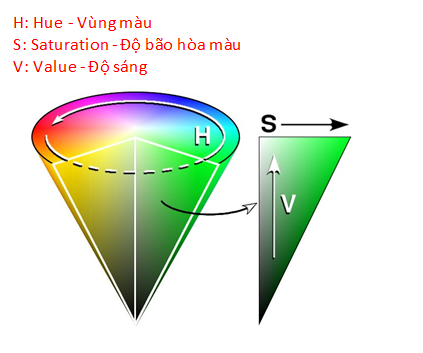 H: Hue - Vùng màu
S: Saturation - Độ bão hòa màu
V: Value - Độ sáng
S
H
V